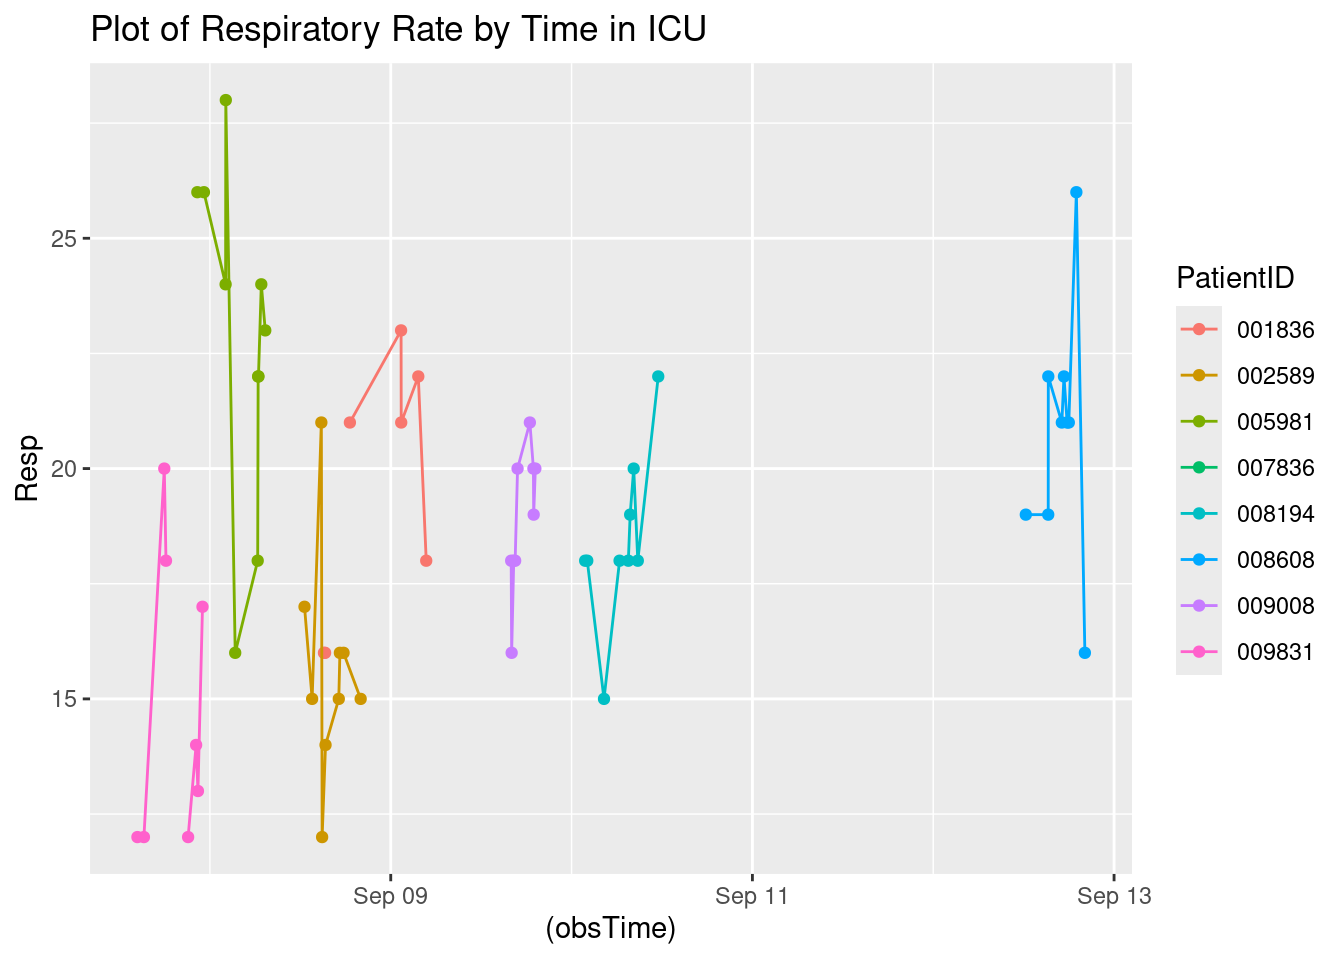 Plot of Respiratory Rate by Time in ICU
25
20
15
Resp
Sep 09
Sep 11
Sep 13
(obsTime)
PatientID
001836
002589
005981
007836
008194
008608
009008
009831